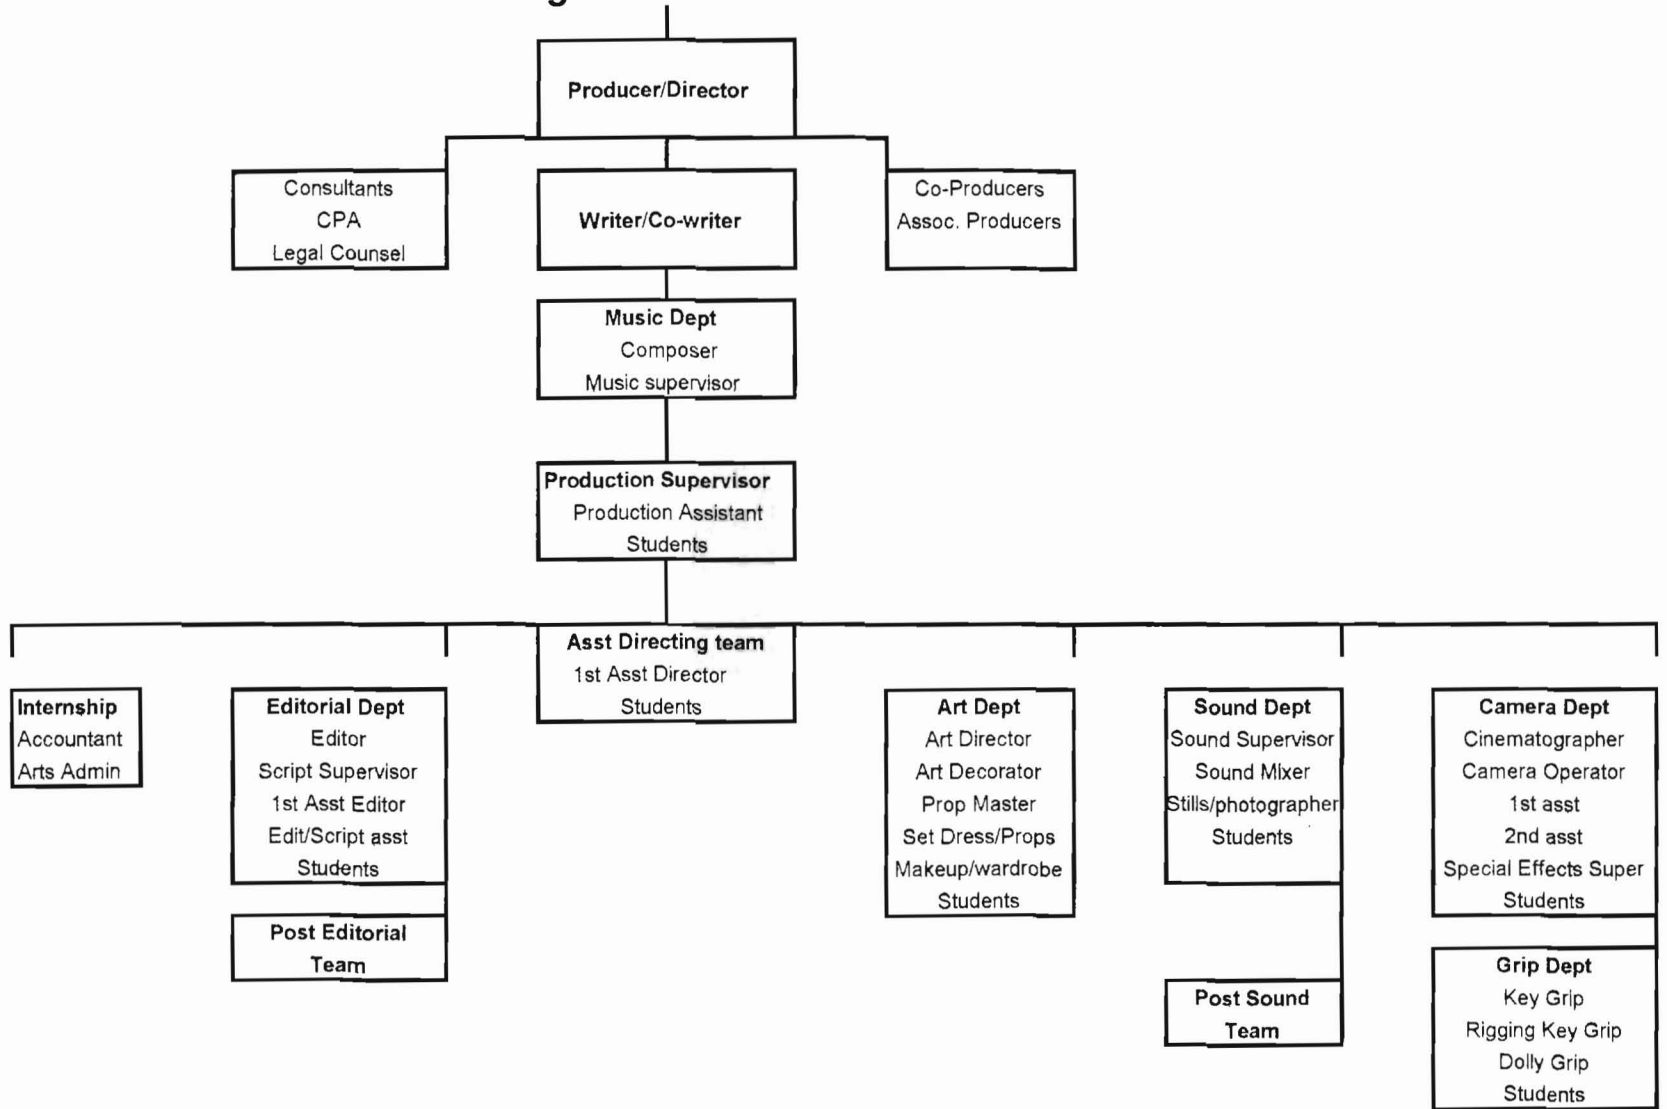 Producer/Director
Consultants
CPA
Legal Counsel
Writer/Co-writer
Co-Producers
Assoc. Producers
Music Dept
Composer
Music supervisor
Production Supervisor
Production Assistant
Students
Asst Directing team
1st Asst Director
Students
Internship
Accountant
Arts Admin
Editorial Dept
Editor
Script Supervisor
1st Asst Editor
Edit/Script asst
Students
Post Editorial
Team
Art Dept
Art Director
Art Decorator
Prop Master
Set Dress/Props
Makeup/wardrobe
Students
Sound Dept
Sound Supervisor
Sound Mixer
Stills/photographer
Students
Post Sound
Team
Camera Dept
Cinematographer
Camera Operator
1st asst
2nd asst
Special Effects Super
Students
Grip Dept
Key Grip
Rigging Key Grip
Dolly Grip
Students